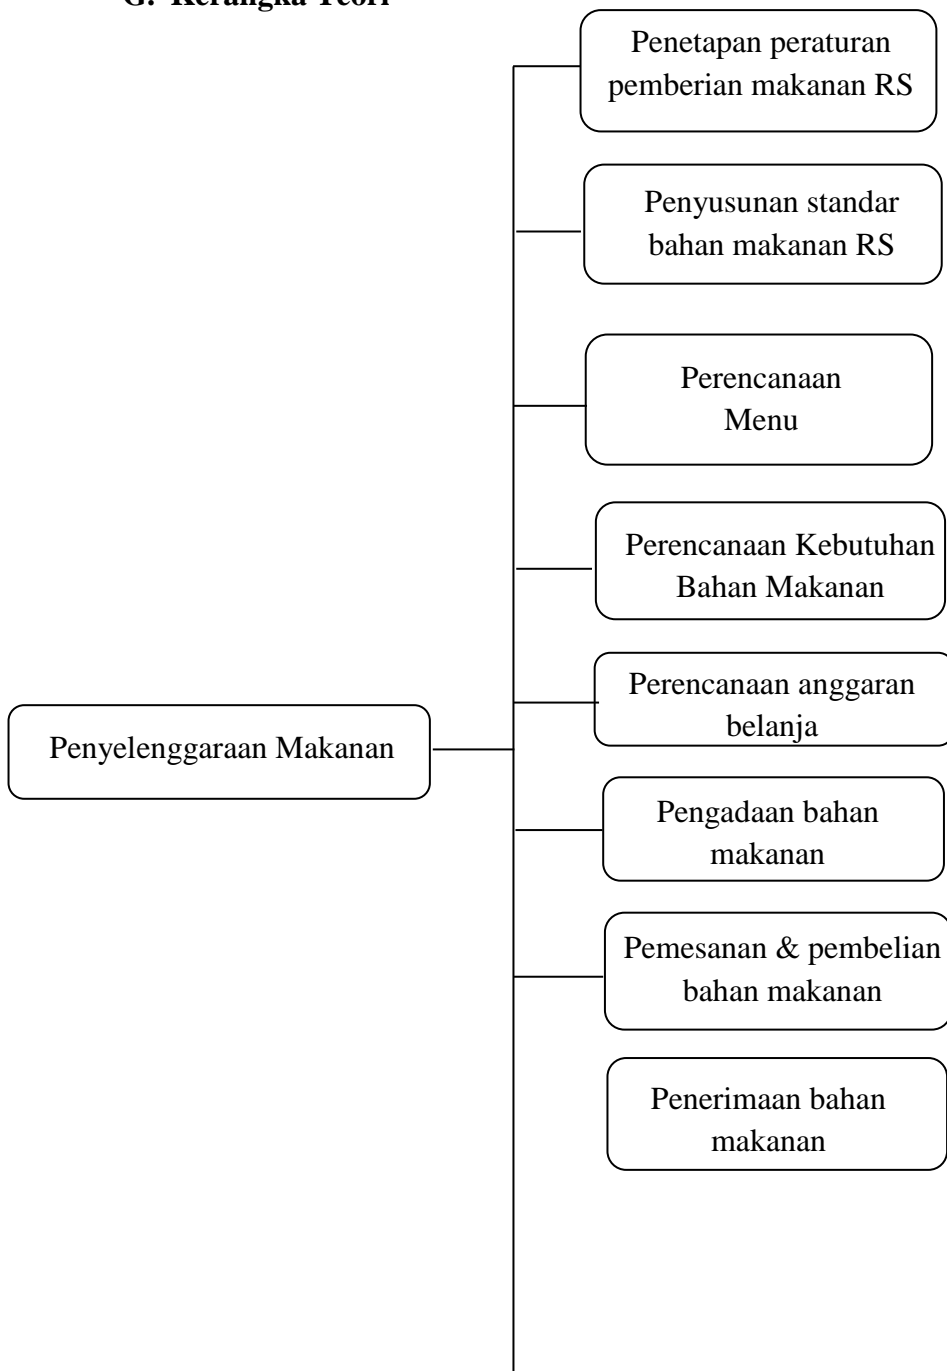 G. Kerangka Teori
Penetapan peraturan
pemberian makanan RS
Penyusunan standar
bahan makanan RS
Perencanaan
Menu
Perencanaan Kebutuhan
Bahan Makanan
Perencanaan anggaran
belanja
Penyelenggaraan Makanan
Pengadaan bahan
makanan
Pemesanan & pembelian
bahan makanan
Penerimaan bahan
makanan